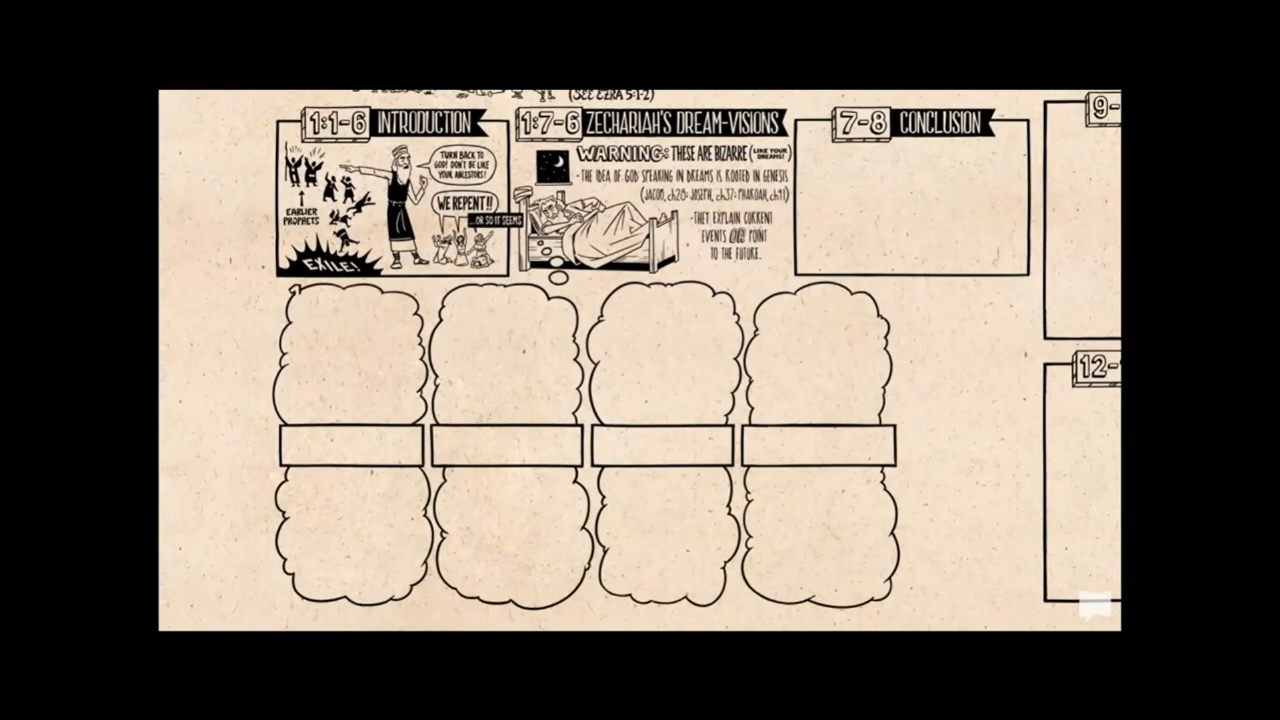 (SEE EZRA 5:1-2)
1:1-6 INTRODUCTION
TURN BACK TO
GOD! DON'T BE LIKE
YOUR ANCESTORS!
WE REPENT!!
...OR SO IT SEEMS
EARLIER
PROPHETS
EXILE!
1:7-6 ZECHARIAH'S DREAM-VISIONS
WARNING: THESE ARE BIZARRE (LIKE YOUR
DREAMS!)
• THE IDEA OF GOD SPEAKING IN DREAMS IS ROOTED IN GENESIS
(JACOB, ch28: JOSEPH, ch37: PHAROAH, ch41)
• THEY EXPLAIN CURRENT
EVENTS OR POINT
TO THE FUTURE.
7-8 CONCLUSION
9-
12-